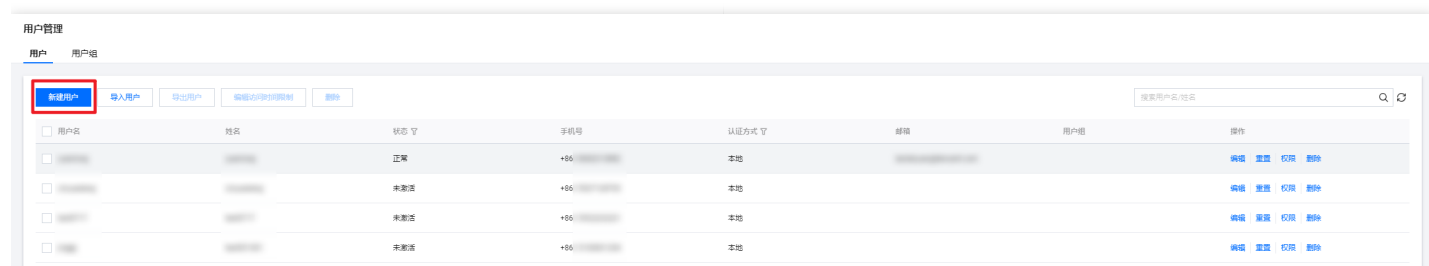 用户管理
用户 用户组
新建用户 导入用户 导出用户 编辑访问时间限制 删除 搜索用户名/姓名
用户名 姓名 状态 手机号 认证方式 邮箱 用户组 操作
正常 +86 本地 编辑 重置 权限 删除
未激活 +86 本地 编辑 重置 权限 删除
未激活 +86 本地 编辑 重置 权限 删除
未激活 +86 本地 编辑 重置 权限 删除